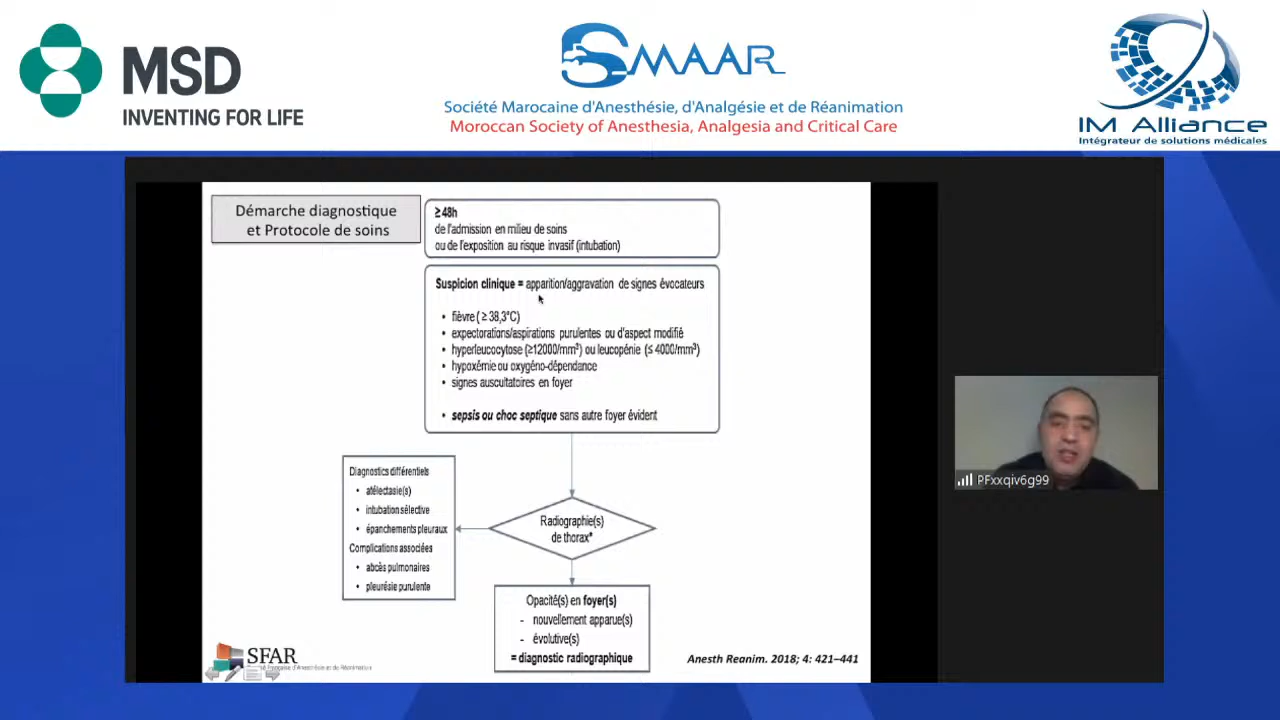 MSD
INVENTING FOR LIFE
SMAAR
Société Marocaine d'Anesthésie, d'Analgésie et de Réanimation
Moroccan Society of Anesthesia, Analgesia and Critical Care
IM Alliance
Intégrateur de solutions médicales
Démarche diagnostique
et Protocole de soins
≥ 48h
de l'admission en milieu de soins
ou de l'exposition au risque invasif (intubation)
Suspicion clinique = apparition/aggravation de signes évocateurs
• fièvre ( ≥ 38,3°C)
• expectorations/aspirations purulentes ou d'aspect modifié
• hyperleucocytose (≥12000/mm³) ou leucopénie (≤ 4000/mm³)
• hypoxémie ou oxygéno-dépendance
• signes auscultatoires en foyer
• sepsis ou choc septique sans autre foyer évident
Diagnostics différentiels
• atélectasie(s)
• intubation sélective
• épanchements pleuraux
Complications associées
• abcès pulmonaires
• pleurésie purulente
Radiographie(s)
de thorax*
Opacité(s) en foyer(s)
- nouvellement apparue(s)
- évolutive(s)
= diagnostic radiographique
SFAR
Société Française d'Anesthésie et de Réanimation
Anesth Reanim. 2018; 4: 421–441
PFxxqiv6g99